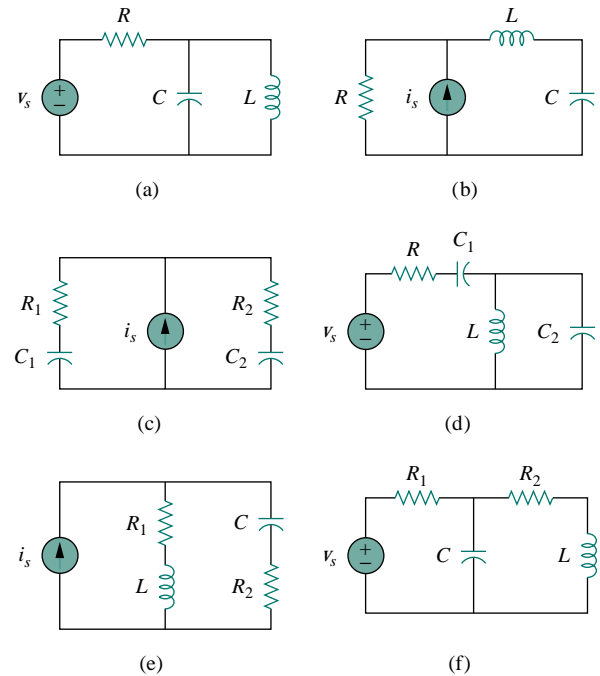 R
v_s
+
−
C
L
(a)
L
R
i_s
C
(b)
R_1
C_1
i_s
R_2
C_2
(c)
R
C_1
v_s
+
−
L
C_2
(d)
i_s
R_1
L
C
R_2
(e)
R_1
R_2
v_s
+
−
C
L
(f)